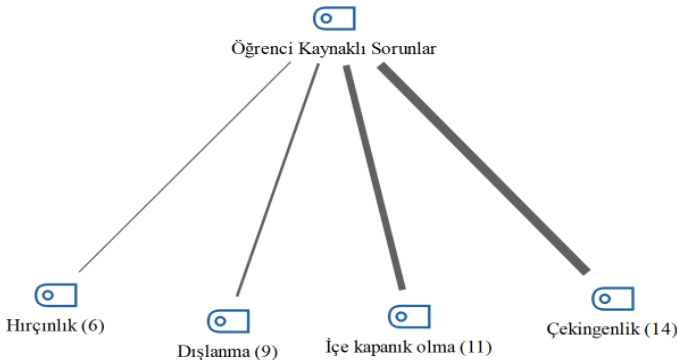 Öğrenci Kaynaklı Sorunlar
Hırçınlık (6)
Dışlanma (9)
İçe kapanık olma (11)
Çekingenlik (14)